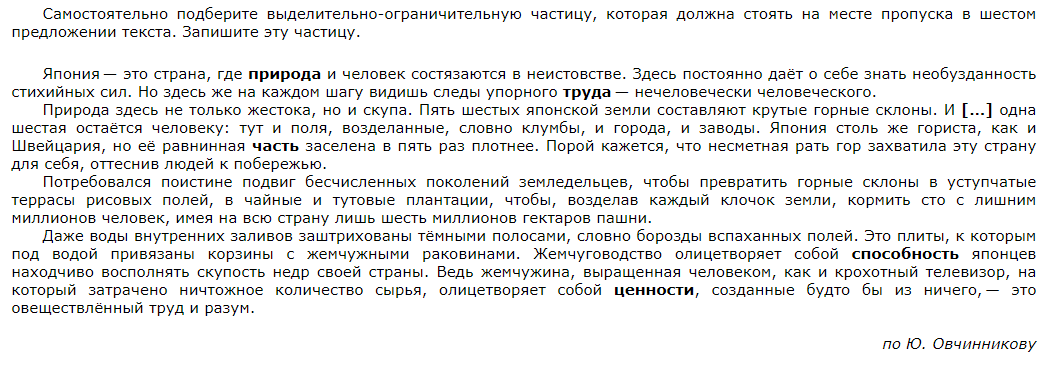 Самостоятельно подберите выделительно-ограничительную частицу, которая должна стоять на месте пропуска в шестом
предложении текста. Запишите эту частицу.
Япония — это страна, где природа и человек состязаются в неистовстве. Здесь постоянно даёт о себе знать необузданность
стихийных сил. Но здесь же на каждом шагу видишь следы упорного труда — нечеловечески человеческого.
Природа здесь не только жестока, но и скупа. Пять шестых японской земли составляют крутые горные склоны. И [...] одна
шестая остаётся человеку: тут и поля, возделанные, словно клумбы, и города, и заводы. Япония столь же гориста, как и
Швейцария, но её равнинная часть заселена в пять раз плотнее. Порой кажется, что несметная рать гор захватила эту страну
для себя, оттеснив людей к побережью.
Потребовался поистине подвиг бесчисленных поколений земледельцев, чтобы превратить горные склоны в уступчатые
террасы рисовых полей, в чайные и тутовые плантации, чтобы, возделав каждый клочок земли, кормить сто с лишним
миллионов человек, имея на всю страну лишь шесть миллионов гектаров пашни.
Даже воды внутренних заливов заштрихованы тёмными полосами, словно борозды вспаханных полей. Это плиты, к которым
под водой привязаны корзины с жемчужными раковинами. Жемчуговодство олицетворяет собой способность японцев
находчиво восполнять скупость недр своей страны. Ведь жемчужина, выращенная человеком, как и крохотный телевизор, на
который затрачено ничтожное количество сырья, олицетворяет собой ценности, созданные будто бы из ничего, — это
овеществлённый труд и разум.
по Ю. Овчинникову